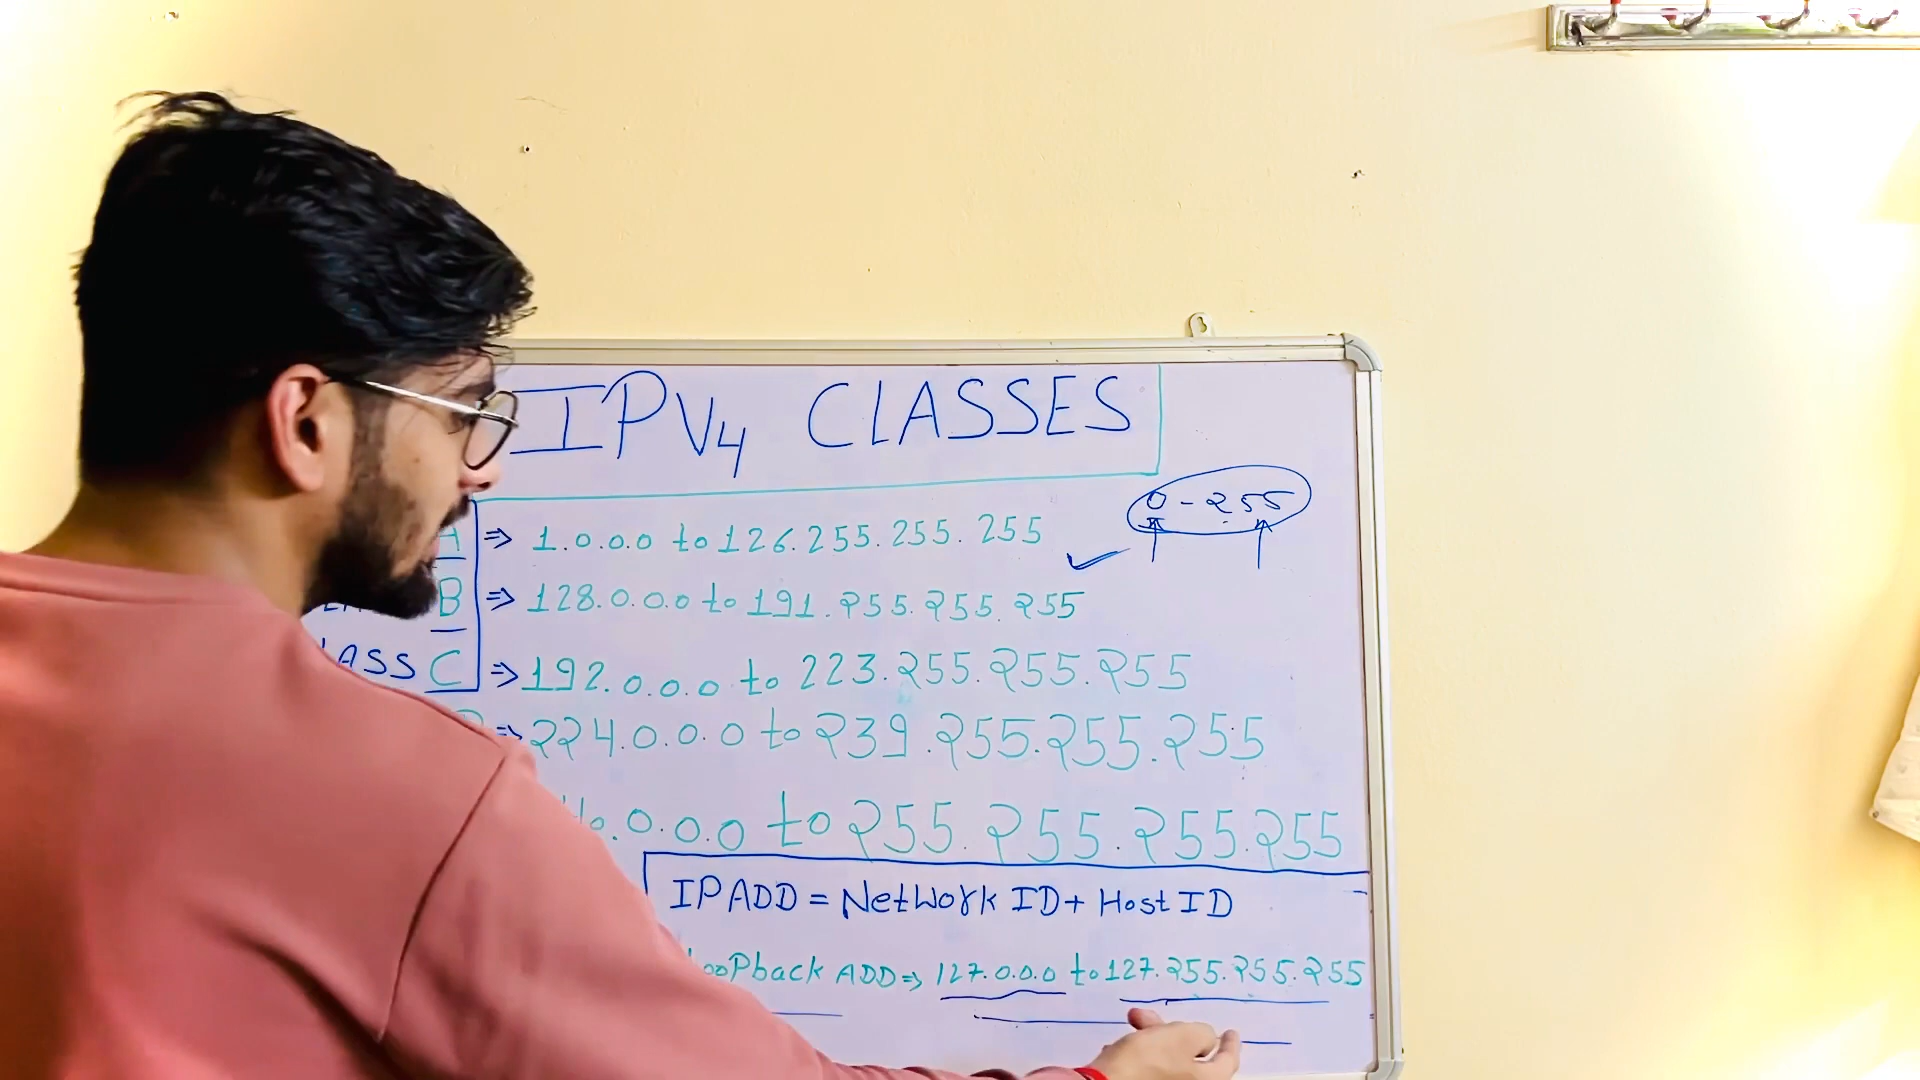 IPV4 CLASSES
0-255
A ⇒ 1.0.0.0 to 126.255.255.255
B ⇒ 128.0.0.0 to 191.255.255.255
C ⇒ 192.0.0.0 to 223.255.255.255
⇒ 224.0.0.0 to 239.255.255.255
.0.0.0 to 255.255.255.255
IP ADD = NetWork ID + Host ID
ADD ⇒ 127.0.0.0 to 127.255.255.255